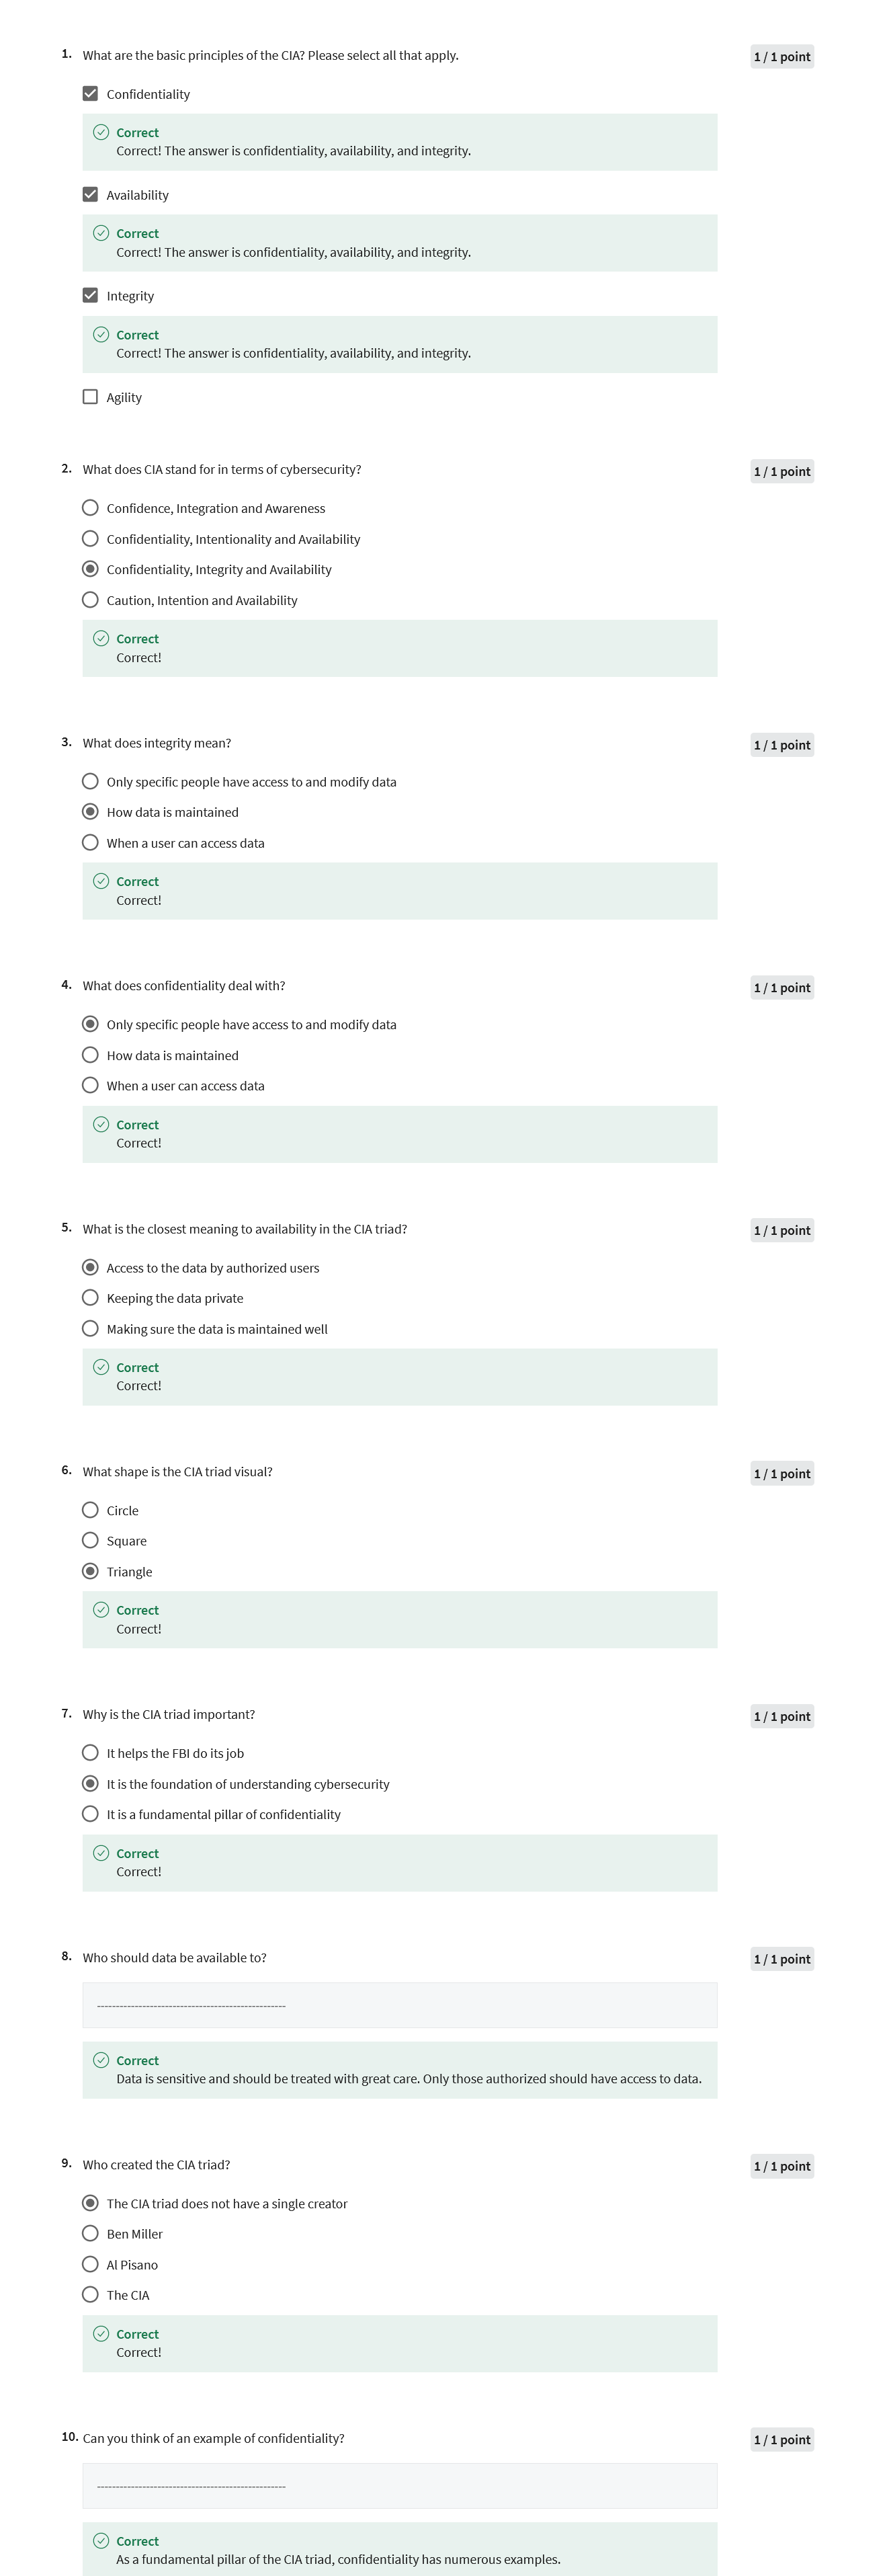 1. What are the basic principles of the CIA? Please select all that apply. 1 / 1 point
Confidentiality
Correct
Correct! The answer is confidentiality, availability, and integrity.
Availability
Correct
Correct! The answer is confidentiality, availability, and integrity.
Integrity
Correct
Correct! The answer is confidentiality, availability, and integrity.
Agility
2. What does CIA stand for in terms of cybersecurity? 1 / 1 point
Confidence, Integration and Awareness
Confidentiality, Intentionality and Availability
Confidentiality, Integrity and Availability
Caution, Intention and Availability
Correct
Correct!
3. What does integrity mean? 1 / 1 point
Only specific people have access to and modify data
How data is maintained
When a user can access data
Correct
Correct!
4. What does confidentiality deal with? 1 / 1 point
Only specific people have access to and modify data
How data is maintained
When a user can access data
Correct
Correct!
5. What is the closest meaning to availability in the CIA triad? 1 / 1 point
Access to the data by authorized users
Keeping the data private
Making sure the data is maintained well
Correct
Correct!
6. What shape is the CIA triad visual? 1 / 1 point
Circle
Square
Triangle
Correct
Correct!
7. Why is the CIA triad important? 1 / 1 point
It helps the FBI do its job
It is the foundation of understanding cybersecurity
It is a fundamental pillar of confidentiality
Correct
Correct!
8. Who should data be available to? 1 / 1 point
--------------------------------------------------
Correct
Data is sensitive and should be treated with great care. Only those authorized should have access to data.
9. Who created the CIA triad? 1 / 1 point
The CIA triad does not have a single creator
Ben Miller
Al Pisano
The CIA
Correct
Correct!
10. Can you think of an example of confidentiality? 1 / 1 point
--------------------------------------------------
Correct
As a fundamental pillar of the CIA triad, confidentiality has numerous examples.